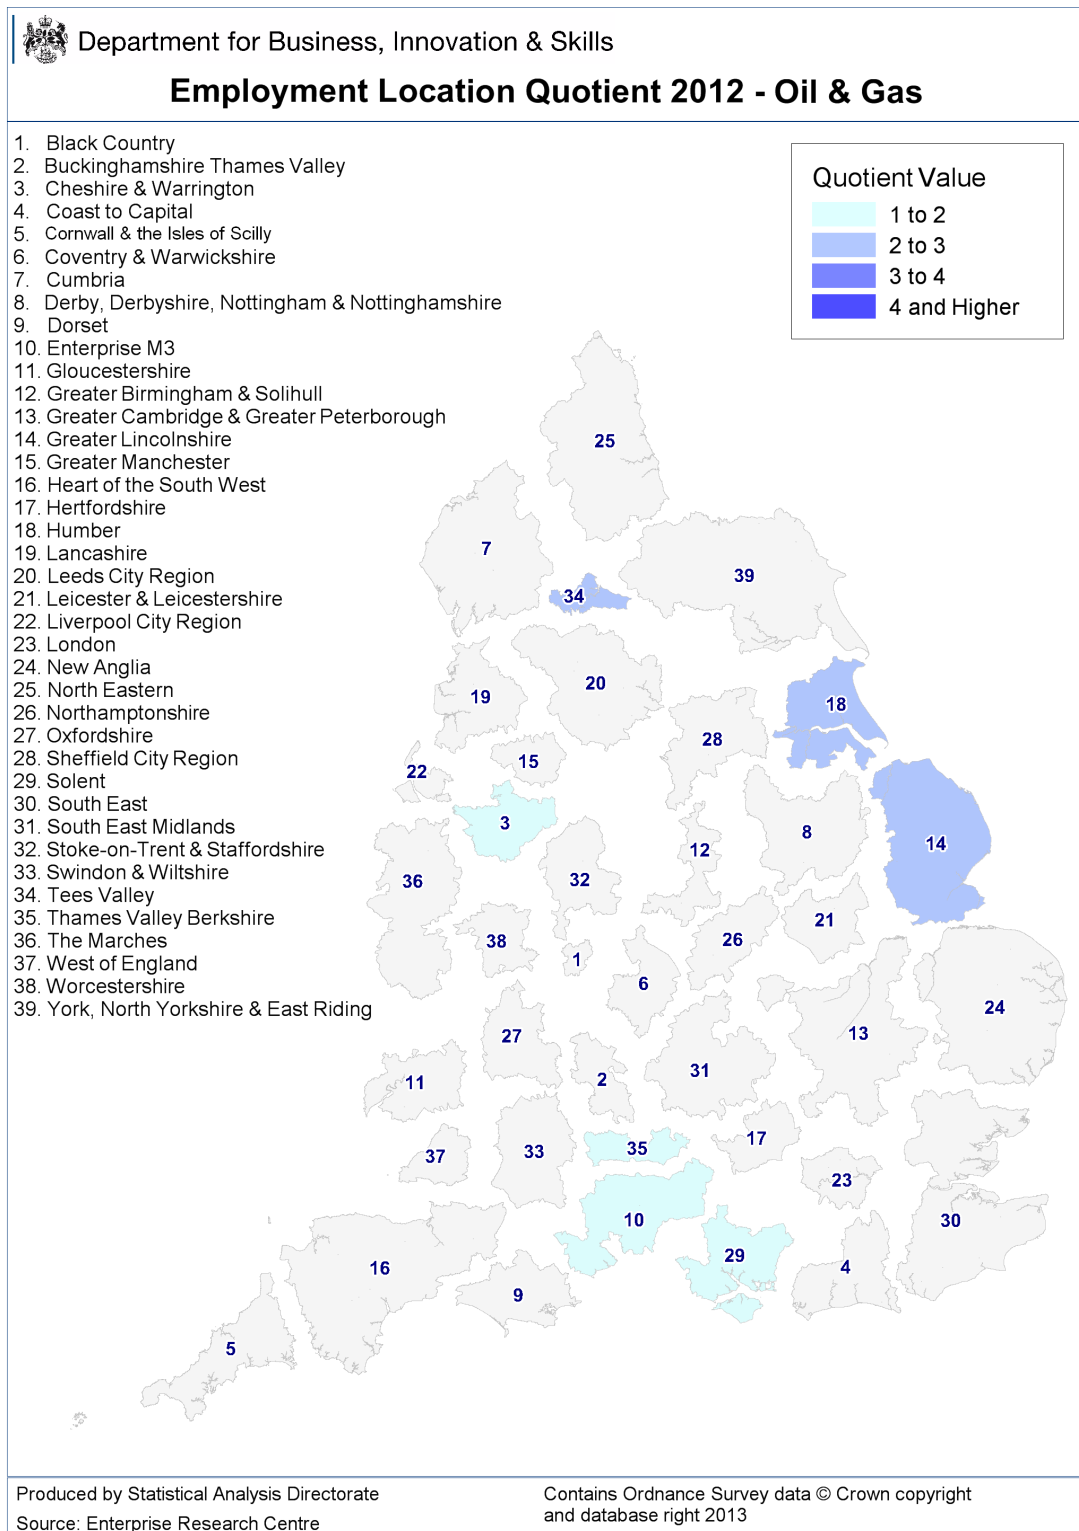 Department for Business, Innovation & Skills
Employment Location Quotient 2012 - Oil & Gas
1. Black Country
2. Buckinghamshire Thames Valley
3. Cheshire & Warrington
4. Coast to Capital
5. Cornwall & the Isles of Scilly
6. Coventry & Warwickshire
7. Cumbria
8. Derby, Derbyshire, Nottingham & Nottinghamshire
9. Dorset
10. Enterprise M3
11. Gloucestershire
12. Greater Birmingham & Solihull
13. Greater Cambridge & Greater Peterborough
14. Greater Lincolnshire
15. Greater Manchester
16. Heart of the South West
17. Hertfordshire
18. Humber
19. Lancashire
20. Leeds City Region
21. Leicester & Leicestershire
22. Liverpool City Region
23. London
24. New Anglia
25. North Eastern
26. Northamptonshire
27. Oxfordshire
28. Sheffield City Region
29. Solent
30. South East
31. South East Midlands
32. Stoke-on-Trent & Staffordshire
33. Swindon & Wiltshire
34. Tees Valley
35. Thames Valley Berkshire
36. The Marches
37. West of England
38. Worcestershire
39. York, North Yorkshire & East Riding
Quotient Value
1 to 2
2 to 3
3 to 4
4 and Higher
25
7
39
34
20
19
18
28
15
22
3
8
12
14
36
32
21
26
38
1
6
24
13
27
31
2
11
17
35
33
37
23
10
30
29
4
16
9
5
Produced by Statistical Analysis Directorate
Source: Enterprise Research Centre
Contains Ordnance Survey data © Crown copyright
and database right 2013